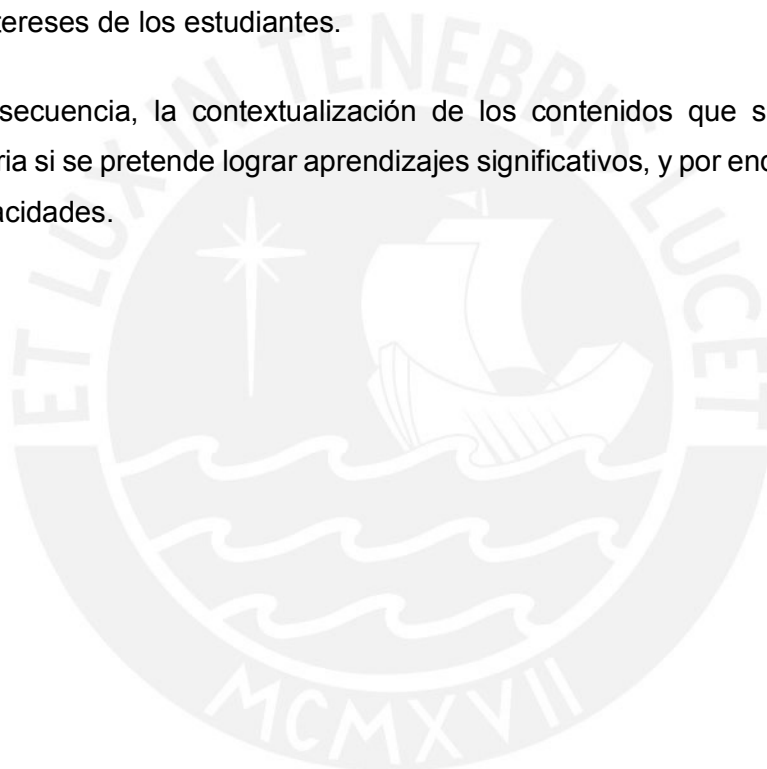 tereses de los estudiantes.
secuencia, la contextualización de los contenidos que s
ria si se pretende lograr aprendizajes significativos, y por enc
acidades.
ET LUX IN TENEBRIS LUCET
MCMXVII